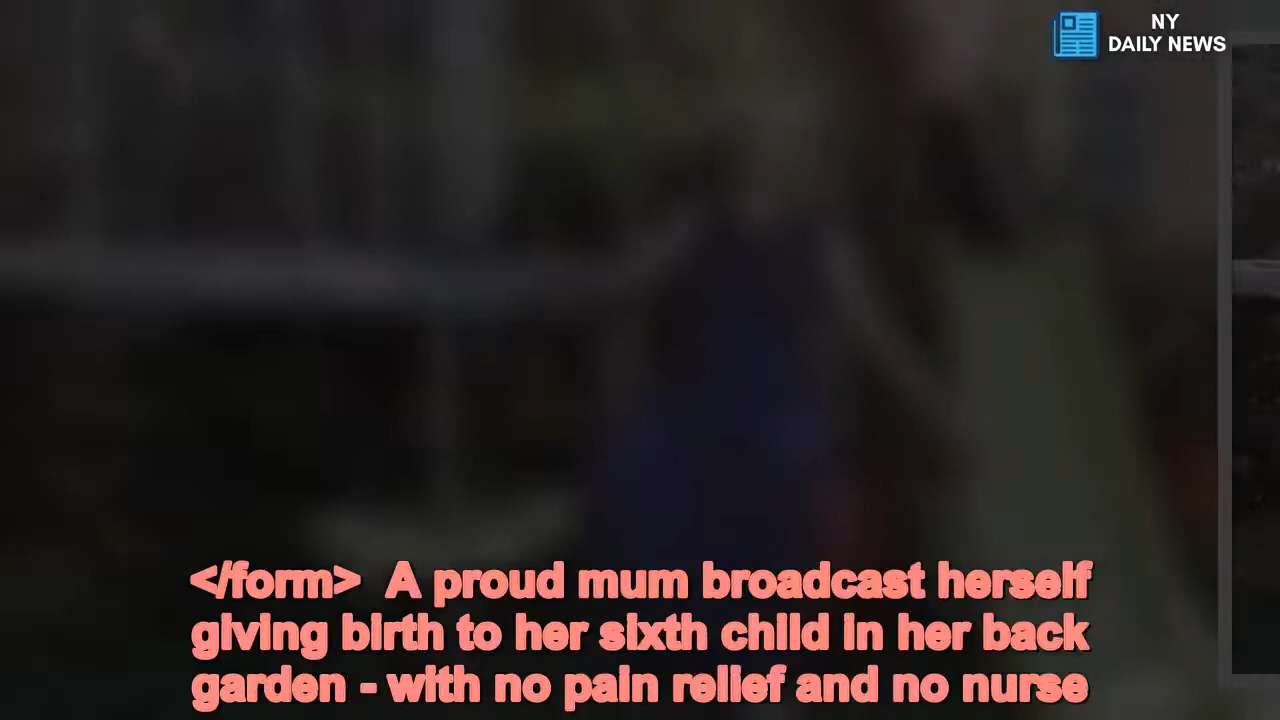 NY
DAILY NEWS
</form> A proud mum broadcast herself
giving birth to her sixth child in her back
garden - with no pain relief and no nurse